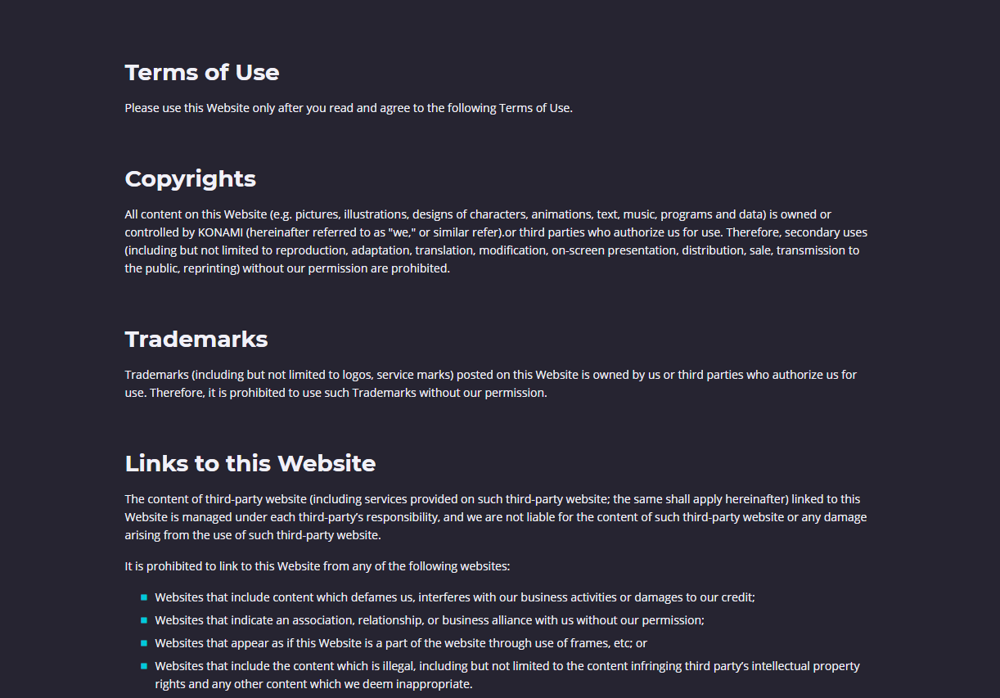 Terms of Use
Please use this Website only after you read and agree to the following Terms of Use.
Copyrights
All content on this Website (e.g. pictures, illustrations, designs of characters, animations, text, music, programs and data) is owned or
controlled by KONAMI (hereinafter referred to as "we," or similar refer).or third parties who authorize us for use. Therefore, secondary uses
(including but not limited to reproduction, adaptation, translation, modification, on-screen presentation, distribution, sale, transmission to
the public, reprinting) without our permission are prohibited.
Trademarks
Trademarks (including but not limited to logos, service marks) posted on this Website is owned by us or third parties who authorize us for
use. Therefore, it is prohibited to use such Trademarks without our permission.
Links to this Website
The content of third-party website (including services provided on such third-party website; the same shall apply hereinafter) linked to this
Website is managed under each third-party’s responsibility, and we are not liable for the content of such third-party website or any damage
arising from the use of such third-party website.
It is prohibited to link to this Website from any of the following websites:
Websites that include content which defames us, interferes with our business activities or damages to our credit;
Websites that indicate an association, relationship, or business alliance with us without our permission;
Websites that appear as if this Website is a part of the website through use of frames, etc; or
Websites that include the content which is illegal, including but not limited to the content infringing third party’s intellectual property
rights and any other content which we deem inappropriate.